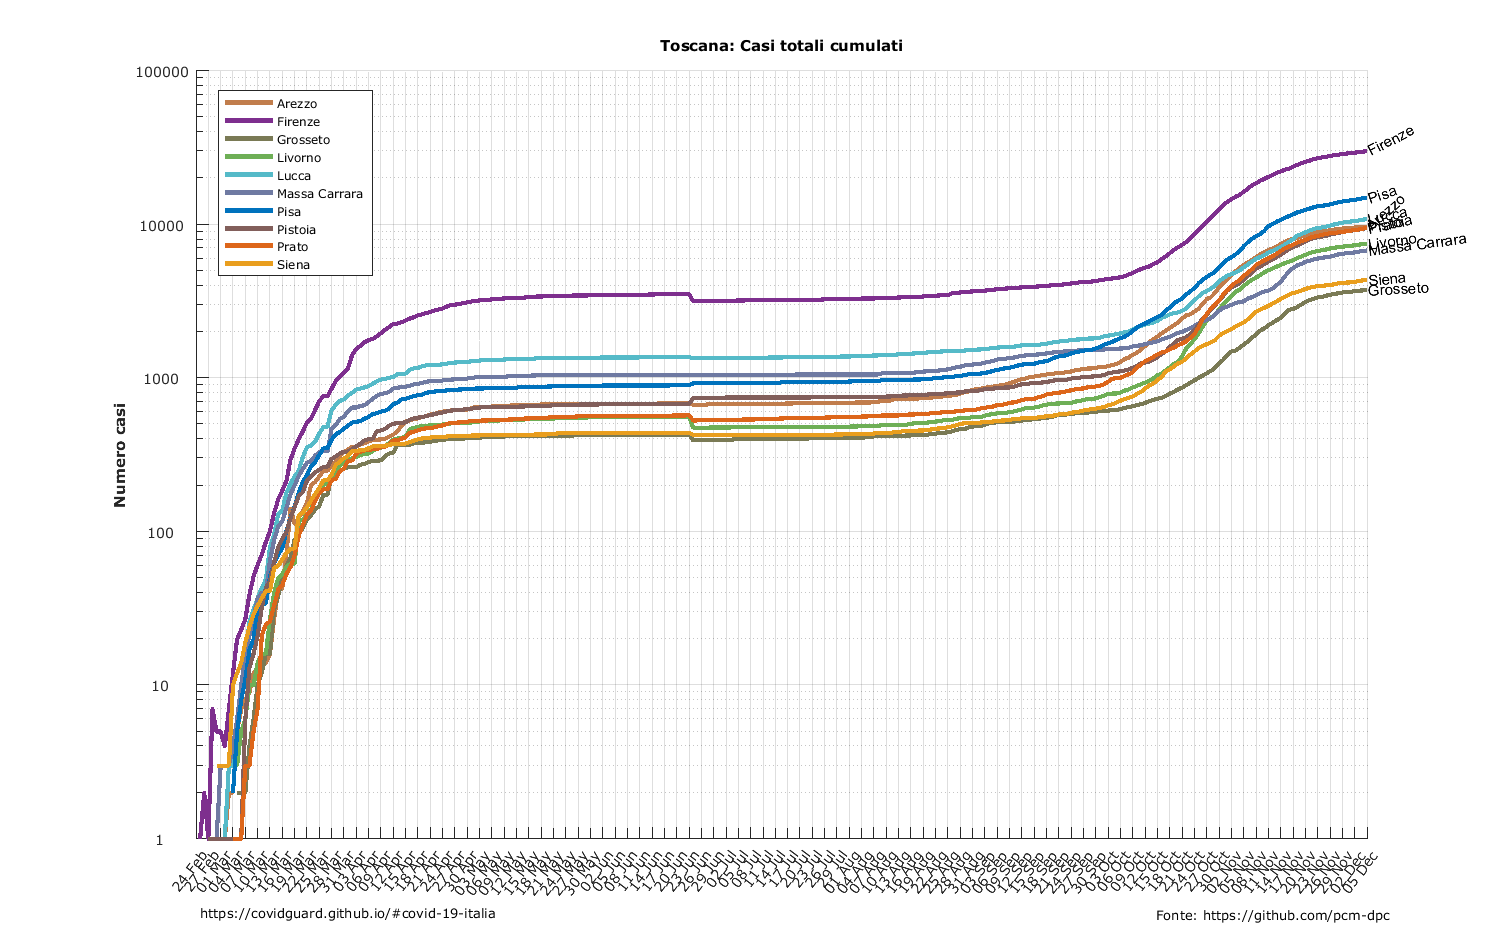 Toscana: Casi totali cumulati
100000
10000
1000
100
10
1
Numero casi
Arezzo
Firenze
Grosseto
Livorno
Lucca
Massa Carrara
Pisa
Pistoia
Prato
Siena
Firenze
Pisa
Arezzo
Lucca
Pistoia
Prato
Livorno
Massa Carrara
Siena
Grosseto
24 Feb
27 Feb
01 Mar
04 Mar
07 Mar
10 Mar
13 Mar
16 Mar
19 Mar
22 Mar
25 Mar
28 Mar
31 Mar
03 Apr
06 Apr
09 Apr
12 Apr
15 Apr
18 Apr
21 Apr
24 Apr
27 Apr
30 Apr
03 May
06 May
09 May
12 May
15 May
18 May
21 May
24 May
27 May
30 May
02 Jun
05 Jun
08 Jun
11 Jun
14 Jun
17 Jun
20 Jun
23 Jun
26 Jun
29 Jun
02 Jul
05 Jul
08 Jul
11 Jul
14 Jul
17 Jul
20 Jul
23 Jul
26 Jul
29 Jul
01 Aug
04 Aug
07 Aug
10 Aug
13 Aug
16 Aug
19 Aug
22 Aug
25 Aug
28 Aug
31 Aug
03 Sep
06 Sep
09 Sep
12 Sep
15 Sep
18 Sep
21 Sep
24 Sep
27 Sep
30 Sep
03 Oct
06 Oct
09 Oct
12 Oct
15 Oct
18 Oct
21 Oct
24 Oct
27 Oct
30 Oct
02 Nov
05 Nov
08 Nov
11 Nov
14 Nov
17 Nov
20 Nov
23 Nov
26 Nov
29 Nov
02 Dec
05 Dec
https://covidguard.github.io/#covid-19-italia
Fonte: https://github.com/pcm-dpc